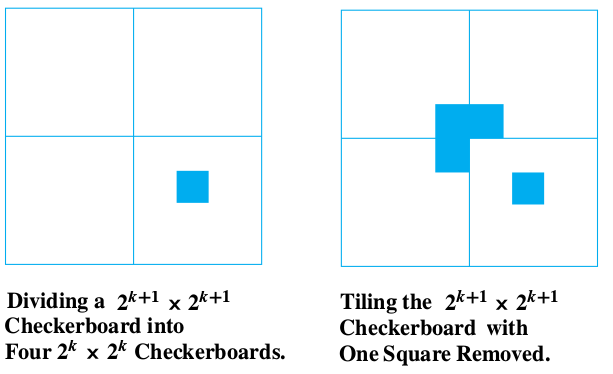 Dividing a 2^{k+1} × 2^{k+1}
Checkerboard into
Four 2^k × 2^k Checkerboards.
Tiling the 2^{k+1} × 2^{k+1}
Checkerboard with
One Square Removed.